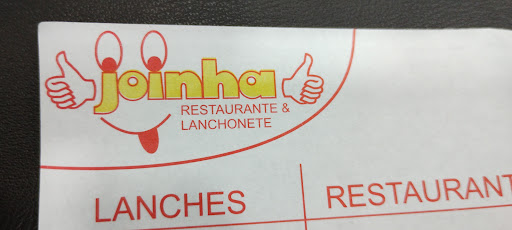 joinha
RESTAURANTE &
LANCHONETE
LANCHES
RESTAURANT